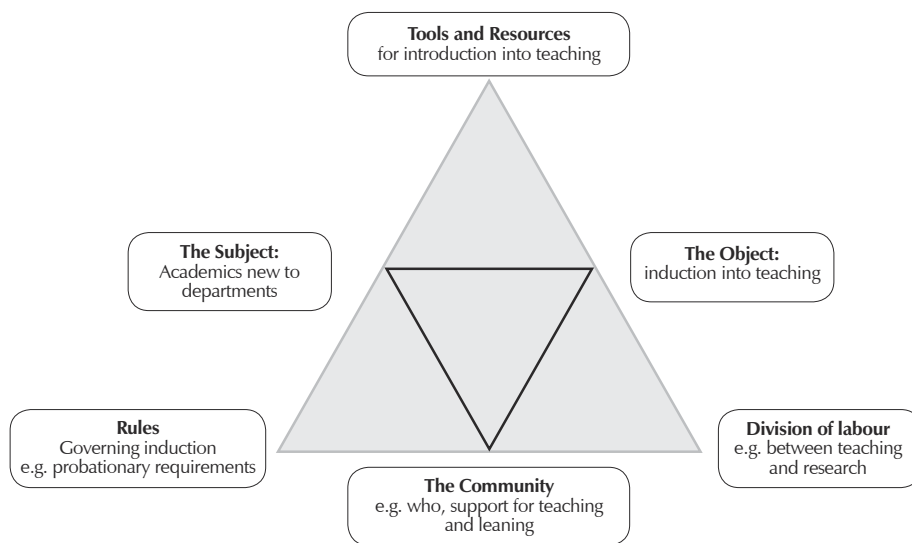 Tools and Resources
for introduction into teaching
The Subject:
Academics new to
departments
The Object:
induction into teaching
Rules
Governing induction
e.g. probationary requirements
Division of labour
e.g. between teaching
and research
The Community
e.g. who, support for teaching
and leaning